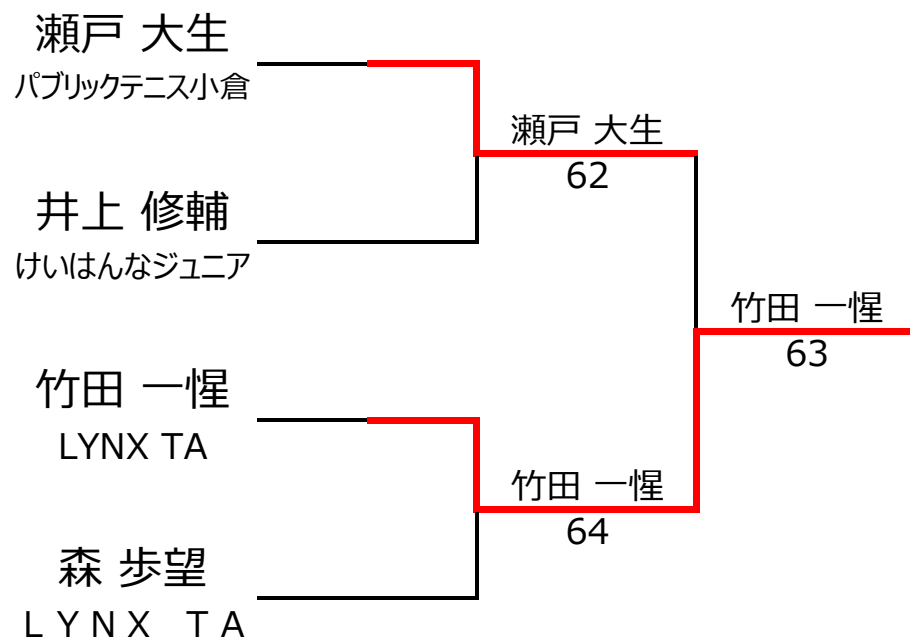 瀬戸 大生
パブリックテニス小倉
瀬戸 大生
62
井上 修輔
けいはんなジュニア
竹田 一惺
63
竹田 一惺
LYNX TA
竹田 一惺
64
森 歩望
ＬＹＮＸ　ＴＡ